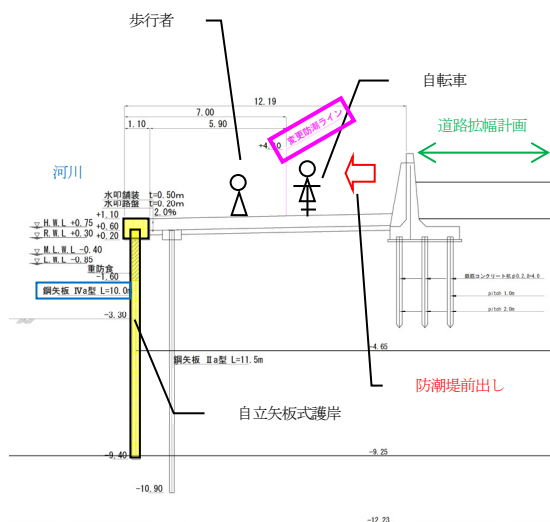 歩行者
自転車
12.19
7.00
1.10
5.90
変更防潮ライン
道路拡幅計画
河川
水叩舗装 t=0.50m
水叩路盤 t=0.20m
+1.10
2.0%
H.W.L +0.75
+0.60
R.W.L +0.30
+0.20
M.L.W.L -0.40
L.W.L -0.85
重防食
-1.60
鋼矢板 Ⅳa型 L=10.0m
-3.30
pitch 1.0m
pitch 2.0m
-4.65
鋼矢板 Ⅱa型 L=11.5m
防潮堤前出し
自立矢板式護岸
-9.40
-9.25
-10.90
-12.23